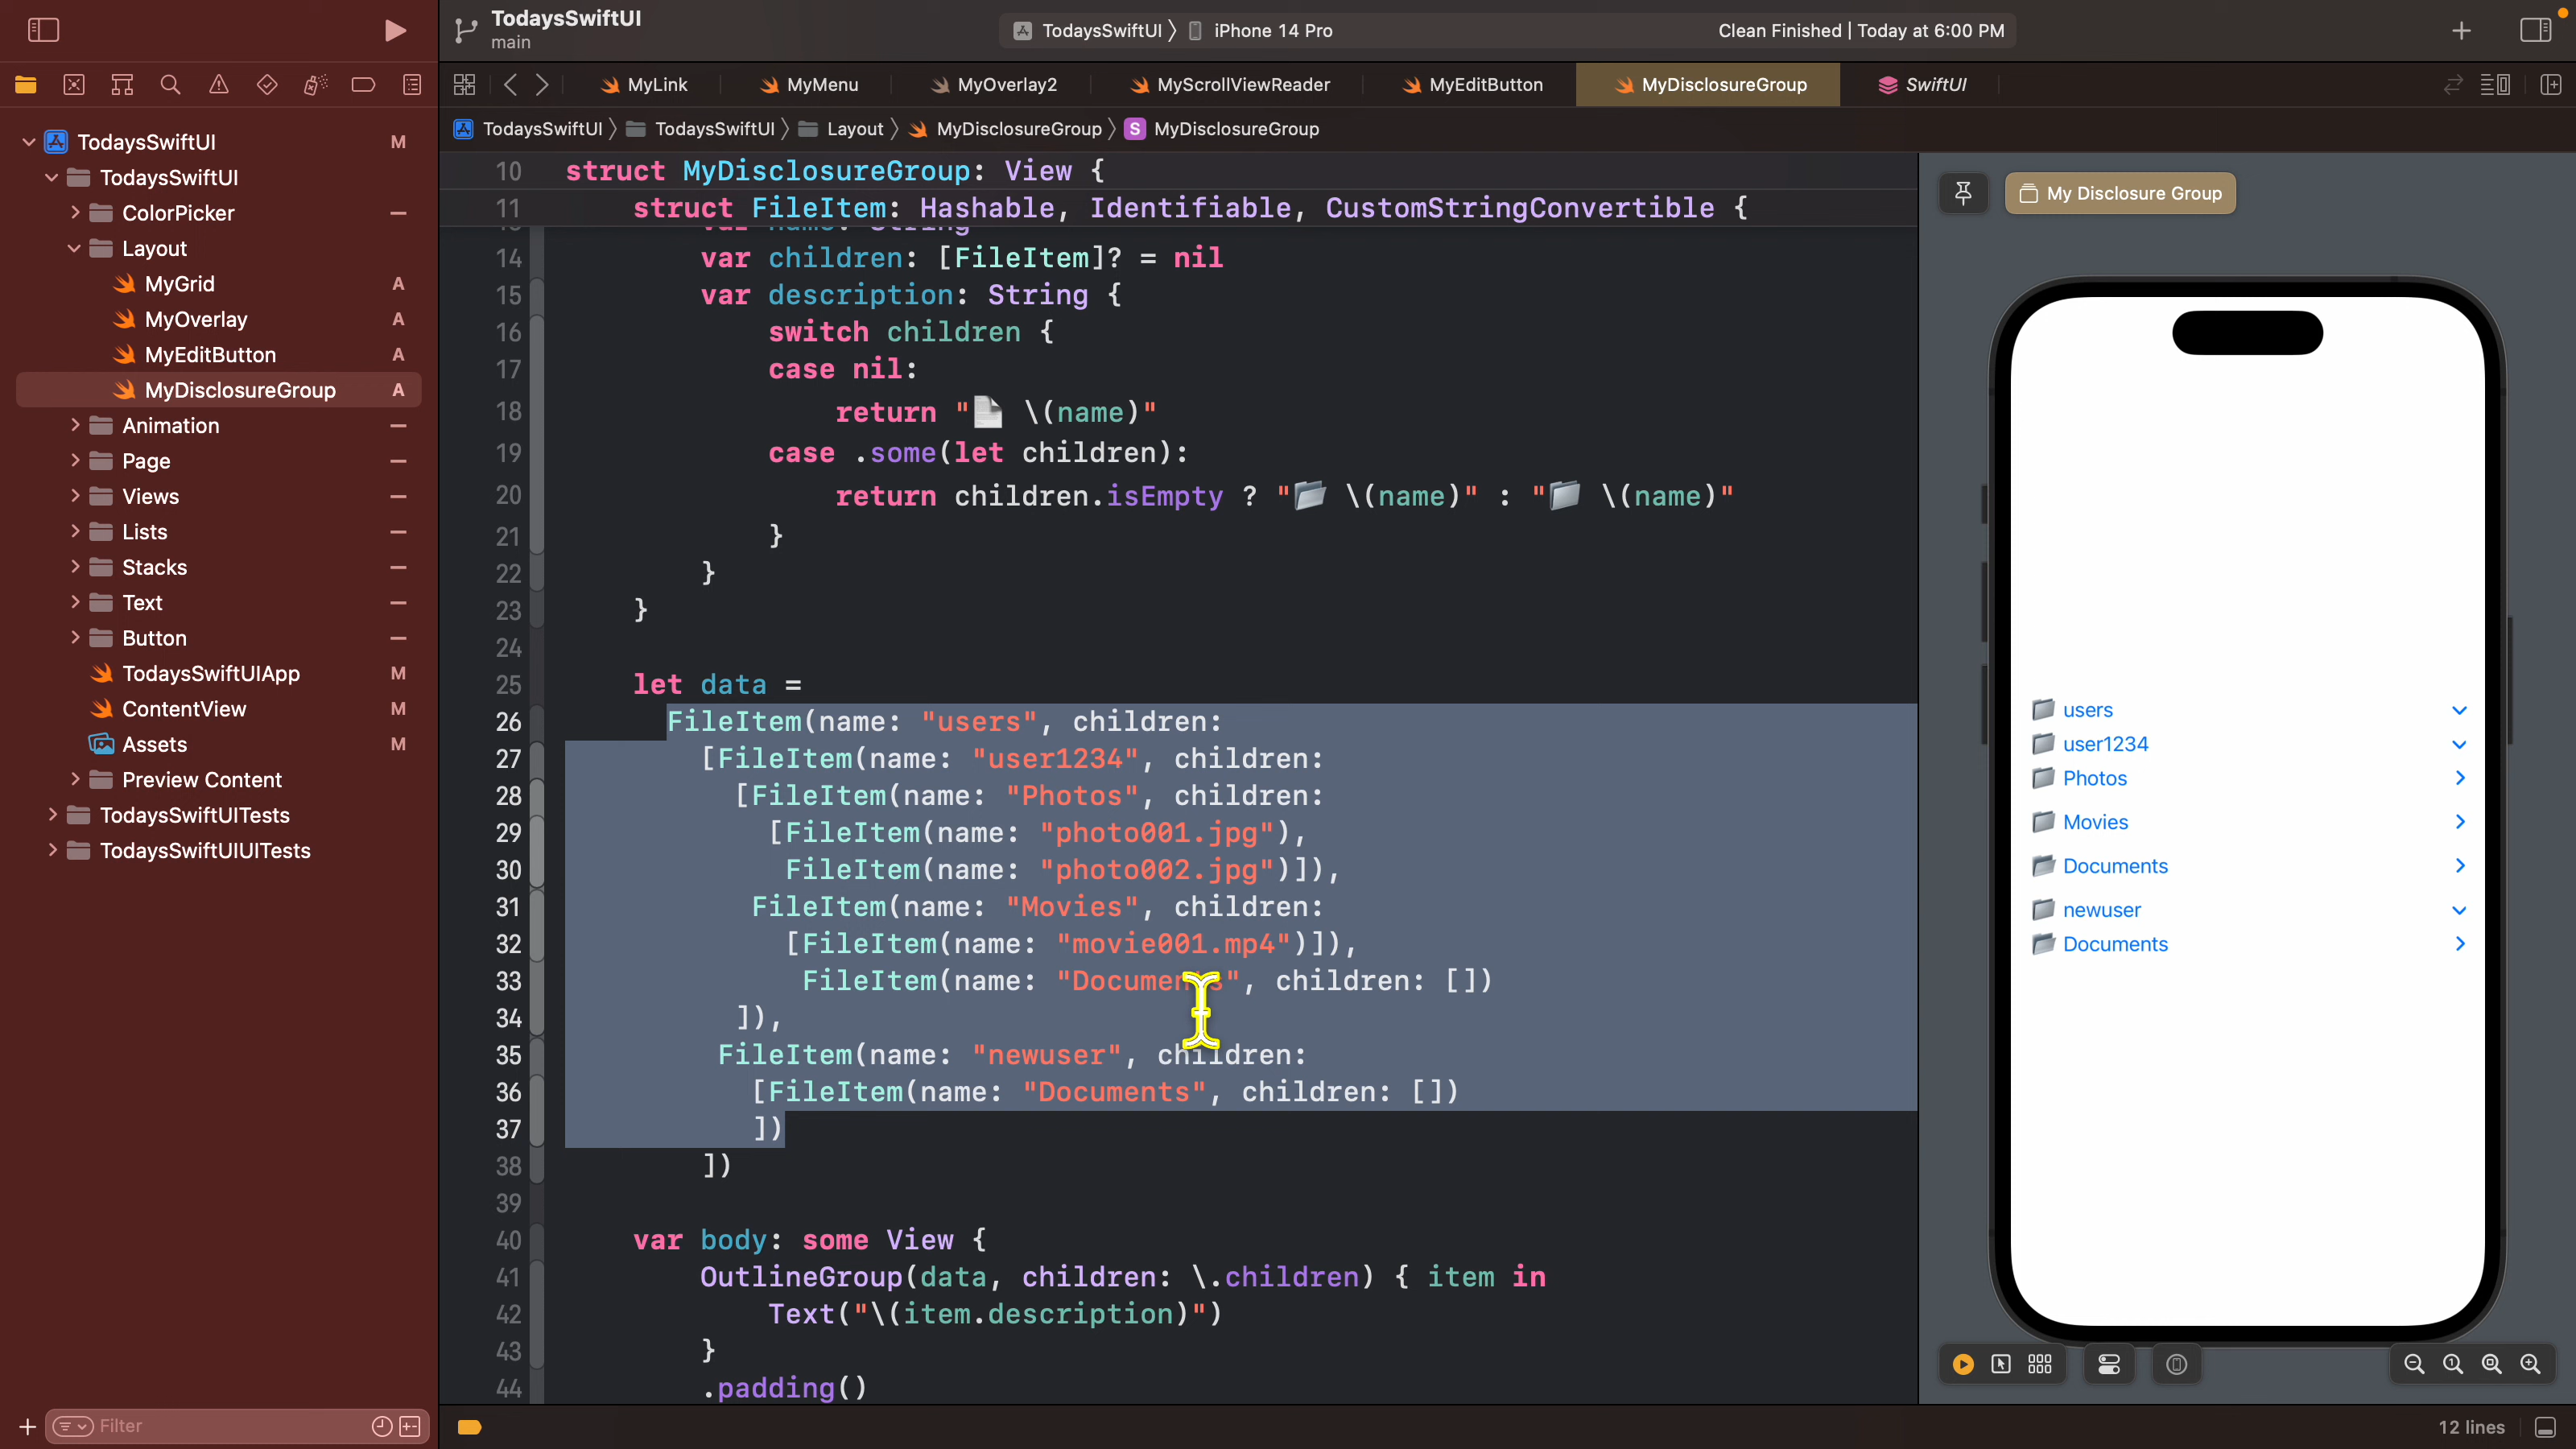 TodaysSwiftUI
main
TodaysSwiftUI
iPhone 14 Pro
Clean Finished | Today at 6:00 PM
MyLink
MyMenu
MyOverlay2
MyScrollViewReader
MyEditButton
MyDisclosureGroup
SwiftUI
TodaysSwiftUI
TodaysSwiftUI
Layout
MyDisclosureGroup
S
MyDisclosureGroup
TodaysSwiftUI M
TodaysSwiftUI
ColorPicker
Layout
MyGrid A
MyOverlay A
MyEditButton A
MyDisclosureGroup A
Animation
Page
Views
Lists
Stacks
Text
Button
TodaysSwiftUIApp M
ContentView M
Assets M
Preview Content
TodaysSwiftUITests
TodaysSwiftUIUITests
Filter
10 struct MyDisclosureGroup: View {
11 struct FileItem: Hashable, Identifiable, CustomStringConvertible {
14 var children: [FileItem]? = nil
15 var description: String {
16 switch children {
17 case nil:
18 return "📄 \(name)"
19 case .some(let children):
20 return children.isEmpty ? "📂 \(name)" : "📁 \(name)"
21 }
22 }
23 }
24
25 let data =
26 FileItem(name: "users", children:
27 [FileItem(name: "user1234", children:
28 [FileItem(name: "Photos", children:
29 [FileItem(name: "photo001.jpg"),
30 FileItem(name: "photo002.jpg")]),
31 FileItem(name: "Movies", children:
32 [FileItem(name: "movie001.mp4")]),
33 FileItem(name: "Documents", children: [])
34 ]),
35 FileItem(name: "newuser", children:
36 [FileItem(name: "Documents", children: [])
37 ])
38 ])
39
40 var body: some View {
41 OutlineGroup(data, children: \.children) { item in
42 Text("\(item.description)")
43 }
44 .padding()
My Disclosure Group
users
user1234
Photos
Movies
Documents
newuser
Documents
12 lines